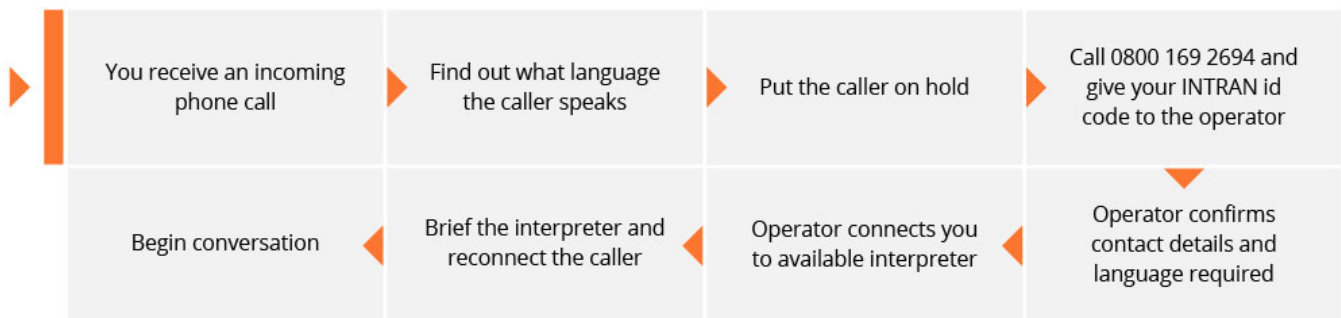 You receive an incoming
phone call
Find out what language
the caller speaks
Put the caller on hold
Call 0800 169 2694 and
give your INTRAN id
code to the operator
Operator confirms
contact details and
language required
Operator connects you
to available interpreter
Brief the interpreter and
reconnect the caller
Begin conversation